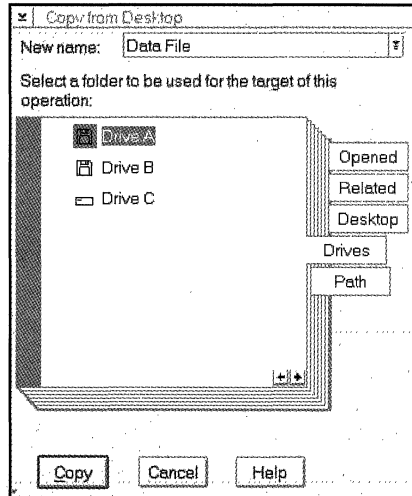 Copy from Desktop
New name: Data File
Select a folder to be used for the target of this
operation:
Drive A
Drive B
Drive C
Opened
Related
Desktop
Drives
Path
Copy Cancel Help